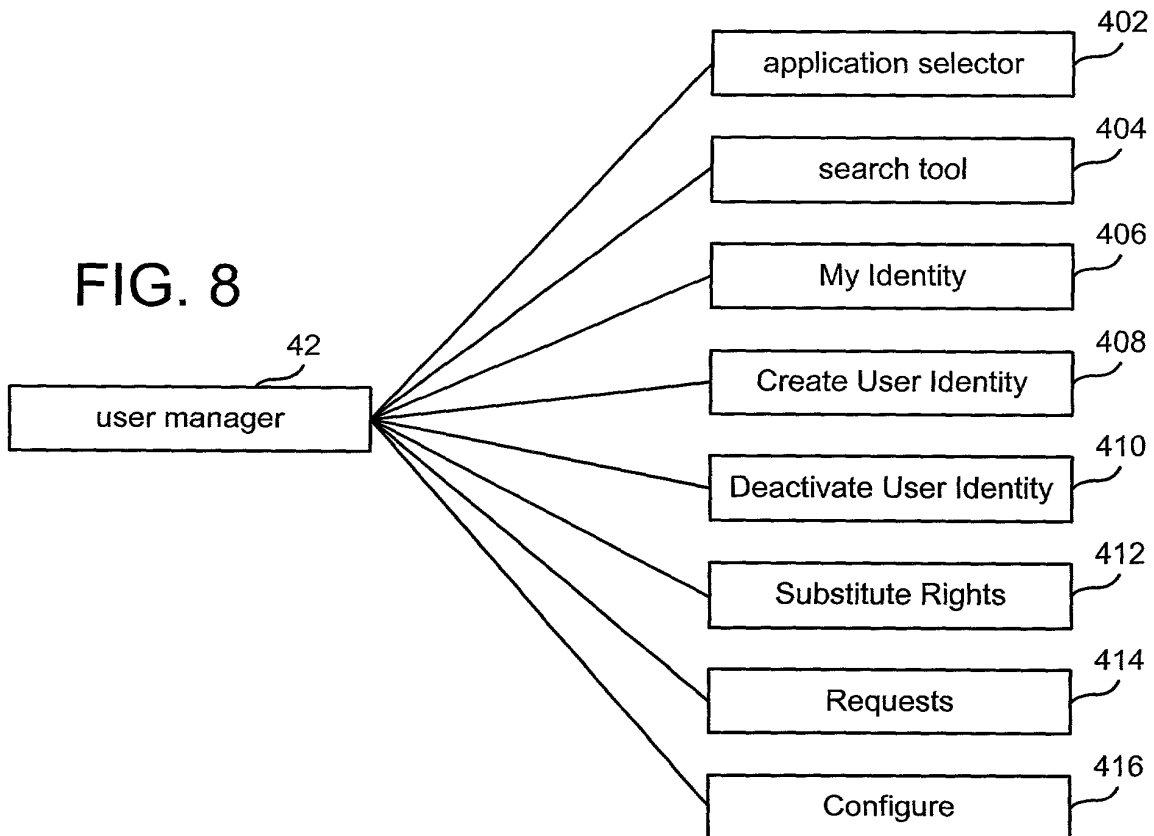 402
application selector
404
search tool
406
My Identity
FIG. 8
408
42
Create User Identity
user manager
410
Deactivate User Identity
412
Substitute Rights
414
Requests
416
Configure